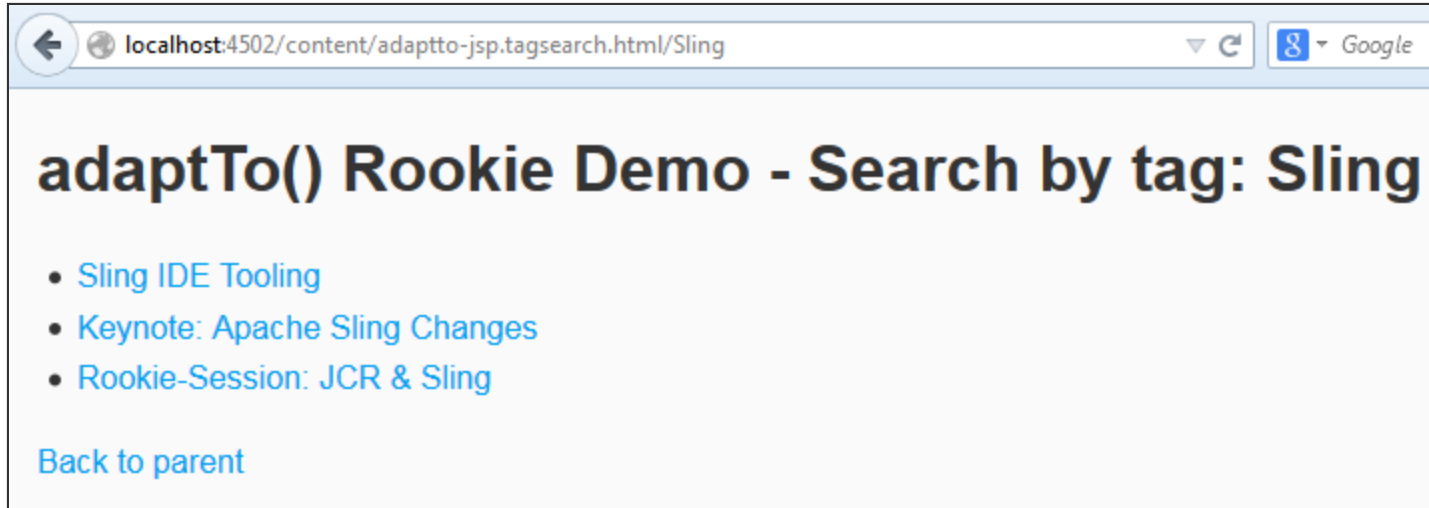 localhost:4502/content/adaptto-jsp.tagsearch.html/Sling
8 Google
adaptTo() Rookie Demo - Search by tag: Sling
• Sling IDE Tooling
• Keynote: Apache Sling Changes
• Rookie-Session: JCR & Sling
Back to parent